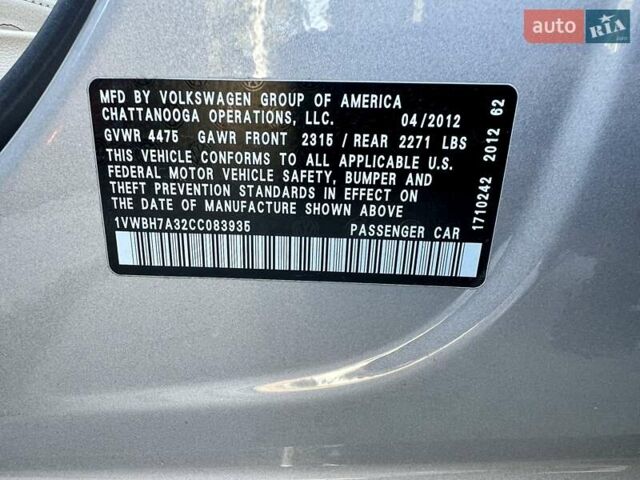 auto RIA .com
MFD BY VOLKSWAGEN GROUP OF AMERICA
CHATTANOOGA OPERATIONS, LLC. 04/2012
GVWR 4475 GAWR FRONT 2315 / REAR 2271 LBS
THIS VEHICLE CONFORMS TO ALL APPLICABLE U.S.
FEDERAL MOTOR VEHICLE SAFETY, BUMPER AND
THEFT PREVENTION STANDARDS IN EFFECT ON
DATE OF MANUFACTURE SHOWN ABOVE
1VWBH7A32CC083935 PASSENGER CAR
1710242 2012 62